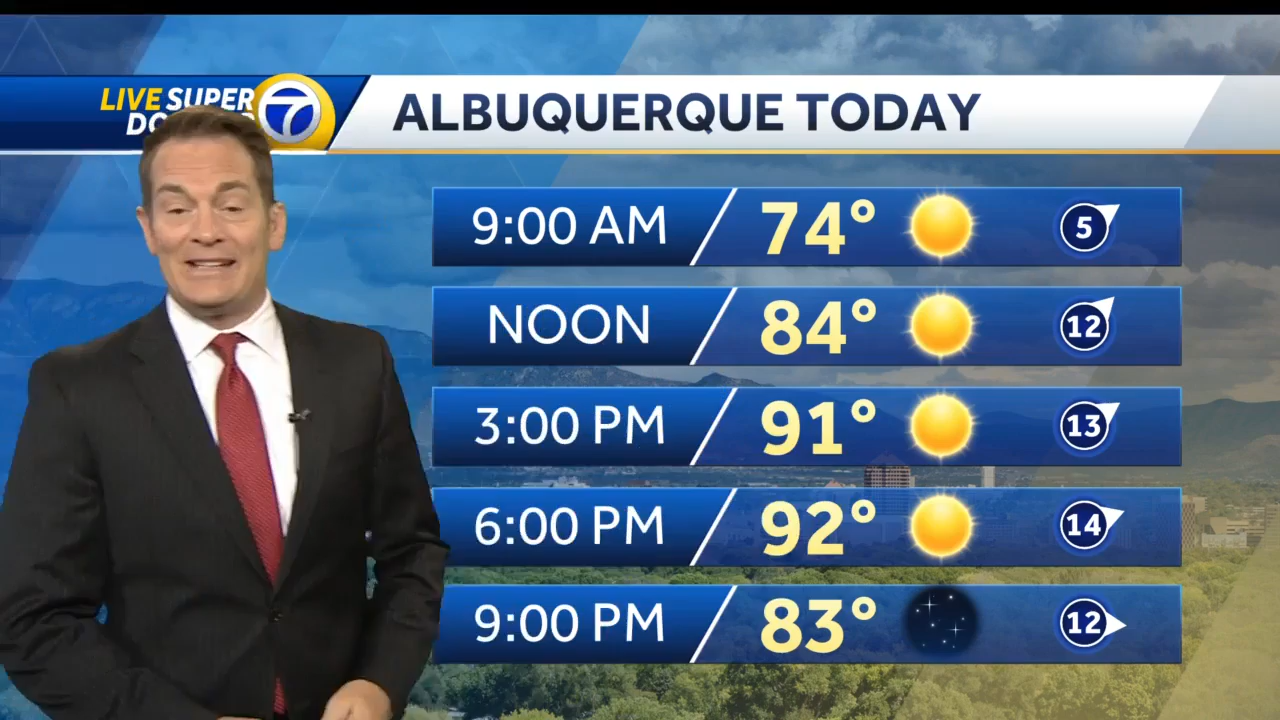 LIVE SUPER
7
ALBUQUERQUE TODAY
9:00 AM 74° 5
NOON 84° 12
3:00 PM 91° 13
6:00 PM 92° 14
9:00 PM 83° 12